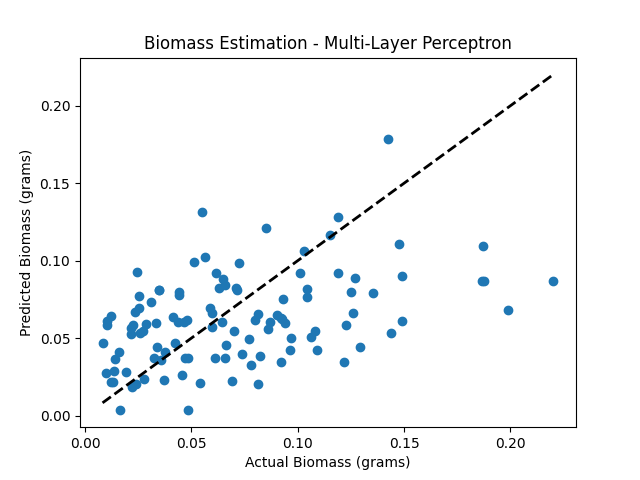 Biomass Estimation - Multi-Layer Perceptron
Predicted Biomass (grams)
0.20
0.15
0.10
0.05
0.00
0.00 0.05 0.10 0.15 0.20
Actual Biomass (grams)